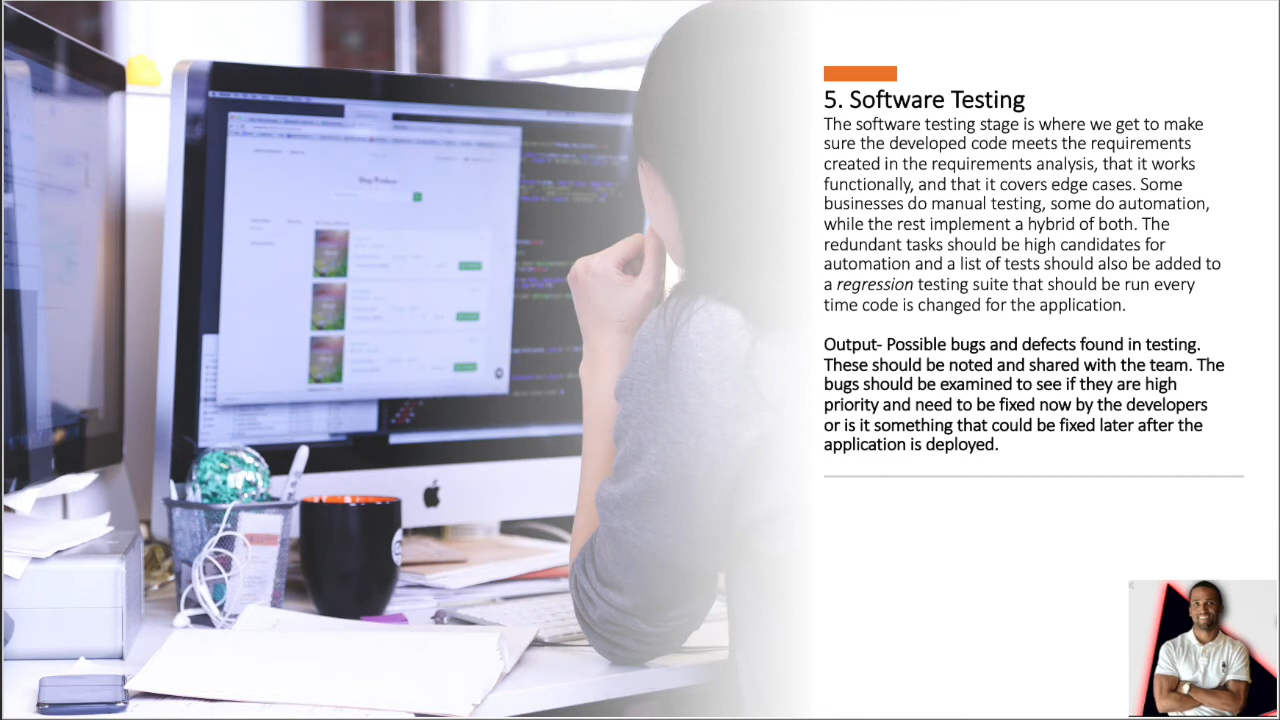 5. Software Testing
The software testing stage is where we get to make
sure the developed code meets the requirements
created in the requirements analysis, that it works
functionally, and that it covers edge cases. Some
businesses do manual testing, some do automation,
while the rest implement a hybrid of both. The
redundant tasks should be high candidates for
automation and a list of tests should also be added to
a regression testing suite that should be run every
time code is changed for the application.
Output- Possible bugs and defects found in testing.
These should be noted and shared with the team. The
bugs should be examined to see if they are high
priority and need to be fixed now by the developers
or is it something that could be fixed later after the
application is deployed.